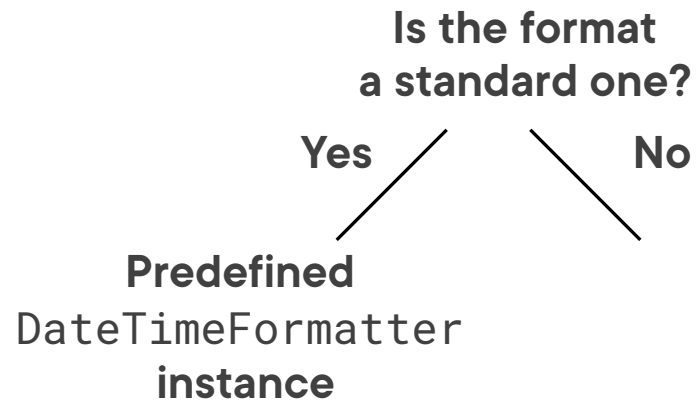 Is the format
a standard one?
Yes
No
Predefined
DateTimeFormatter
instance